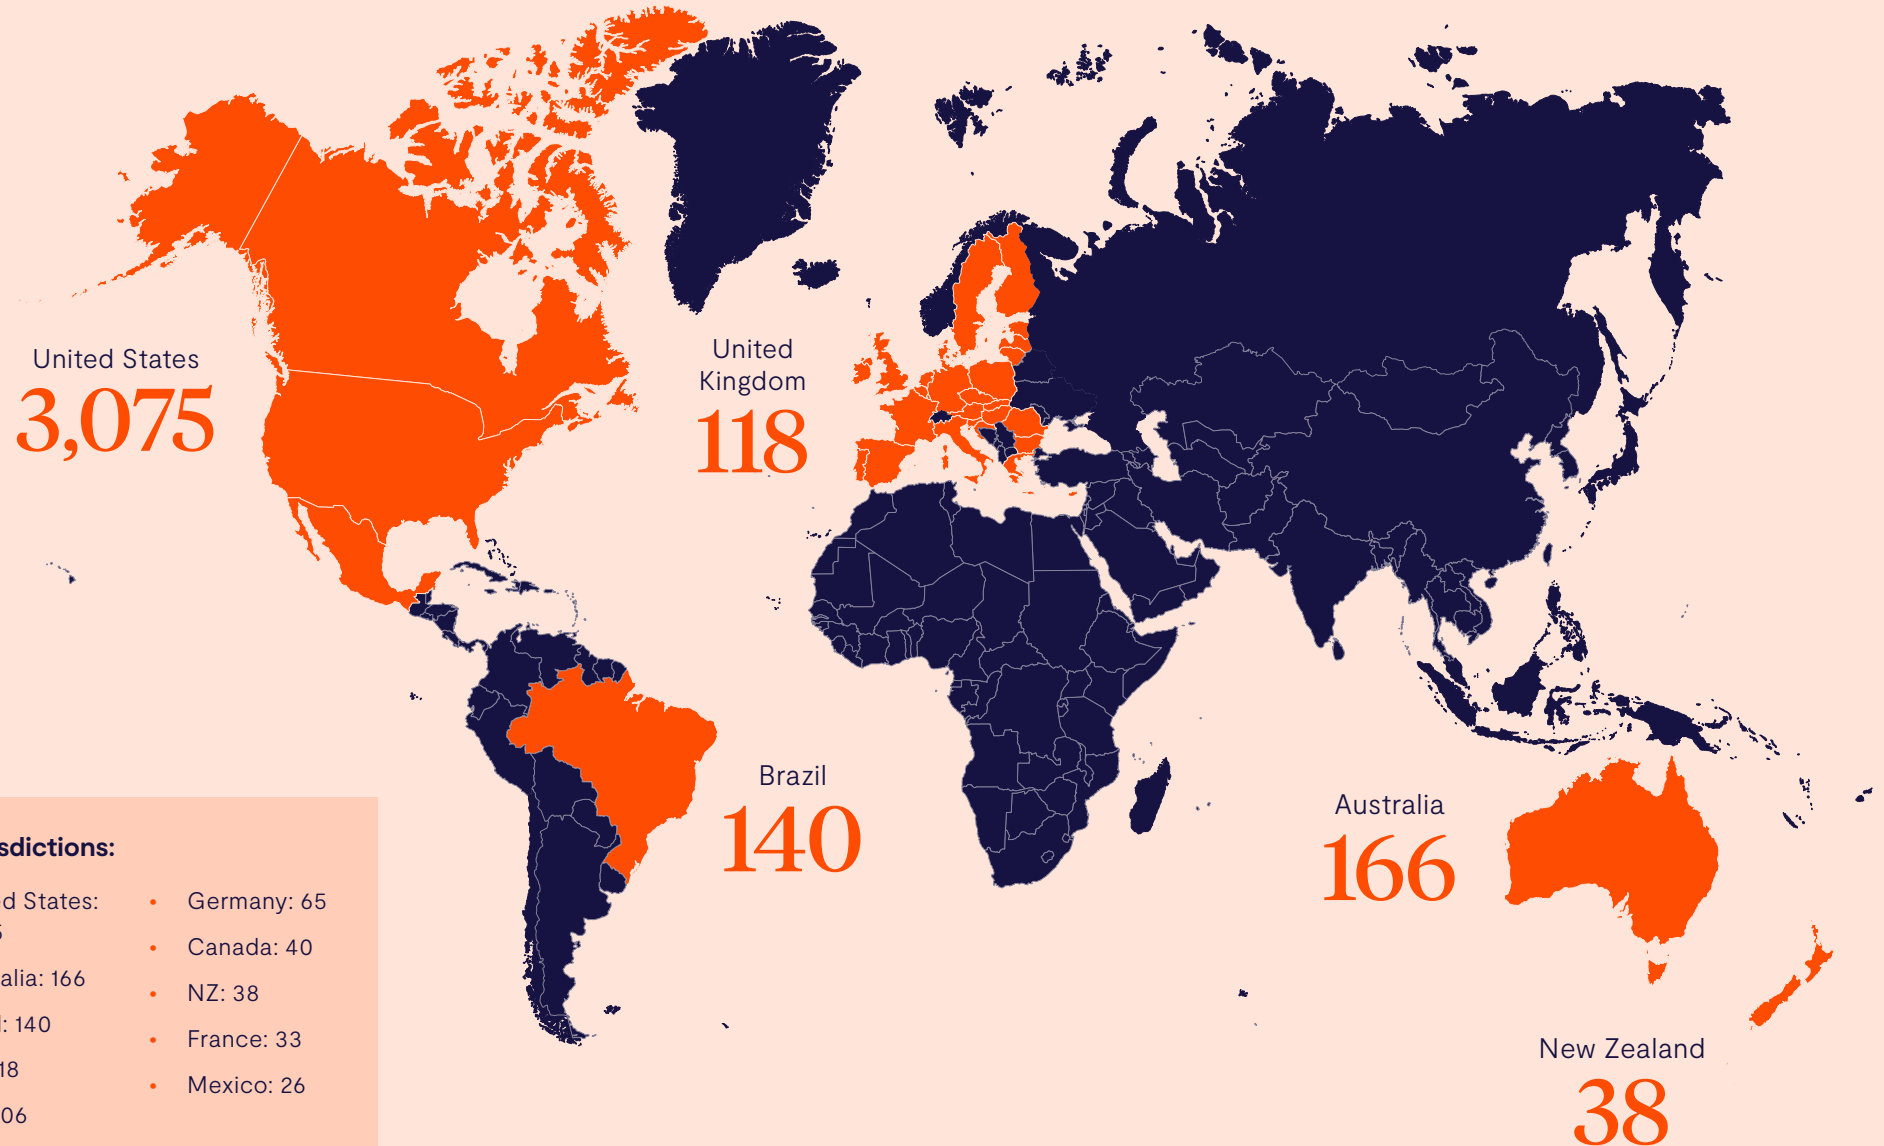 United States
3,075
United
Kingdom
118
Brazil
140
Australia
166
New Zealand
38
sdictions:
d States:
5
alia: 166
: 140
18
06
• Germany: 65
• Canada: 40
• NZ: 38
• France: 33
• Mexico: 26